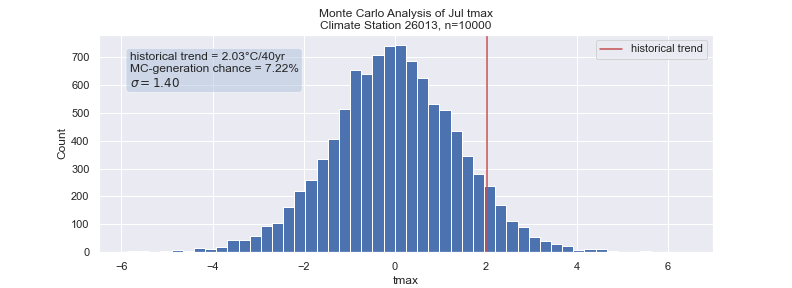 Monte Carlo Analysis of Jul tmax
Climate Station 26013, n=10000
historical trend = 2.03°C/40yr
MC-generation chance = 7.22%
σ = 1.40
historical trend
Count
700
600
500
400
300
200
100
0
−6 −4 −2 0 2 4 6
tmax